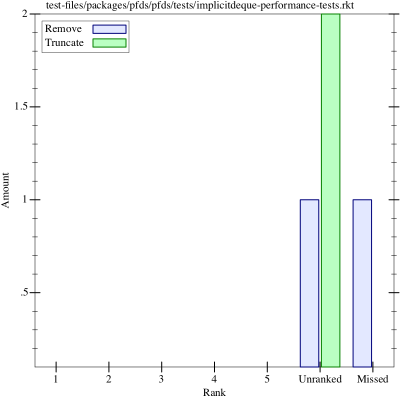 test-files/packages/pfds/pfds/tests/implicitdeque-performance-tests.rkt
2
Remove
Truncate
1.5
Amount
1
.5
1 2 3 4 5 Unranked Missed
Rank